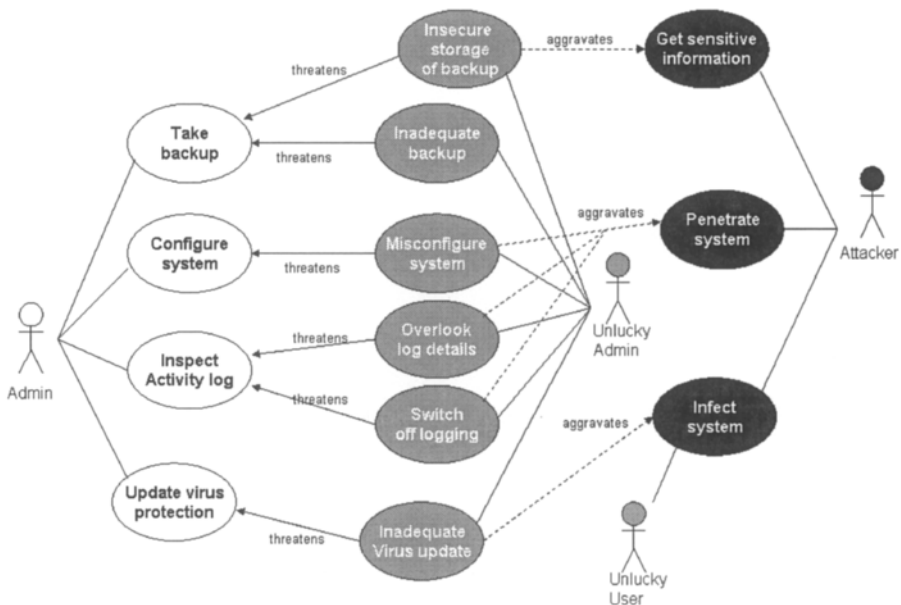 Insecure
storage
of backup
aggravates
Get sensitive
information
threatens
Take
backup
threatens
Inadequate
backup
aggravates
Penetrate
system
Attacker
Configure
system
threatens
Misconfigure
system
Unlucky
Admin
Admin
Inspect
Activity log
threatens
Overlook
log details
threatens
Switch
off logging
aggravates
Infect
system
Update virus
protection
threatens
Inadequate
Virus update
Unlucky
User